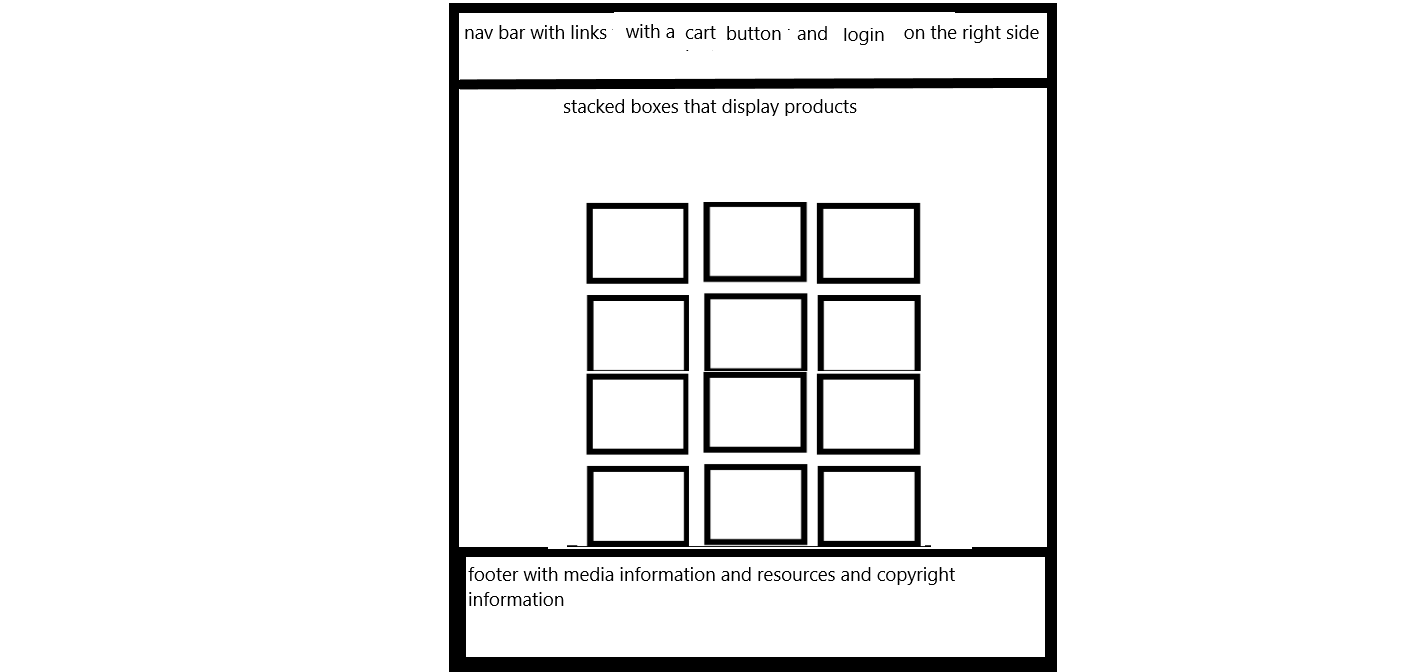 nav bar with links with a cart button and login on the right side
stacked boxes that display products
footer with media information and resources and copyright
information